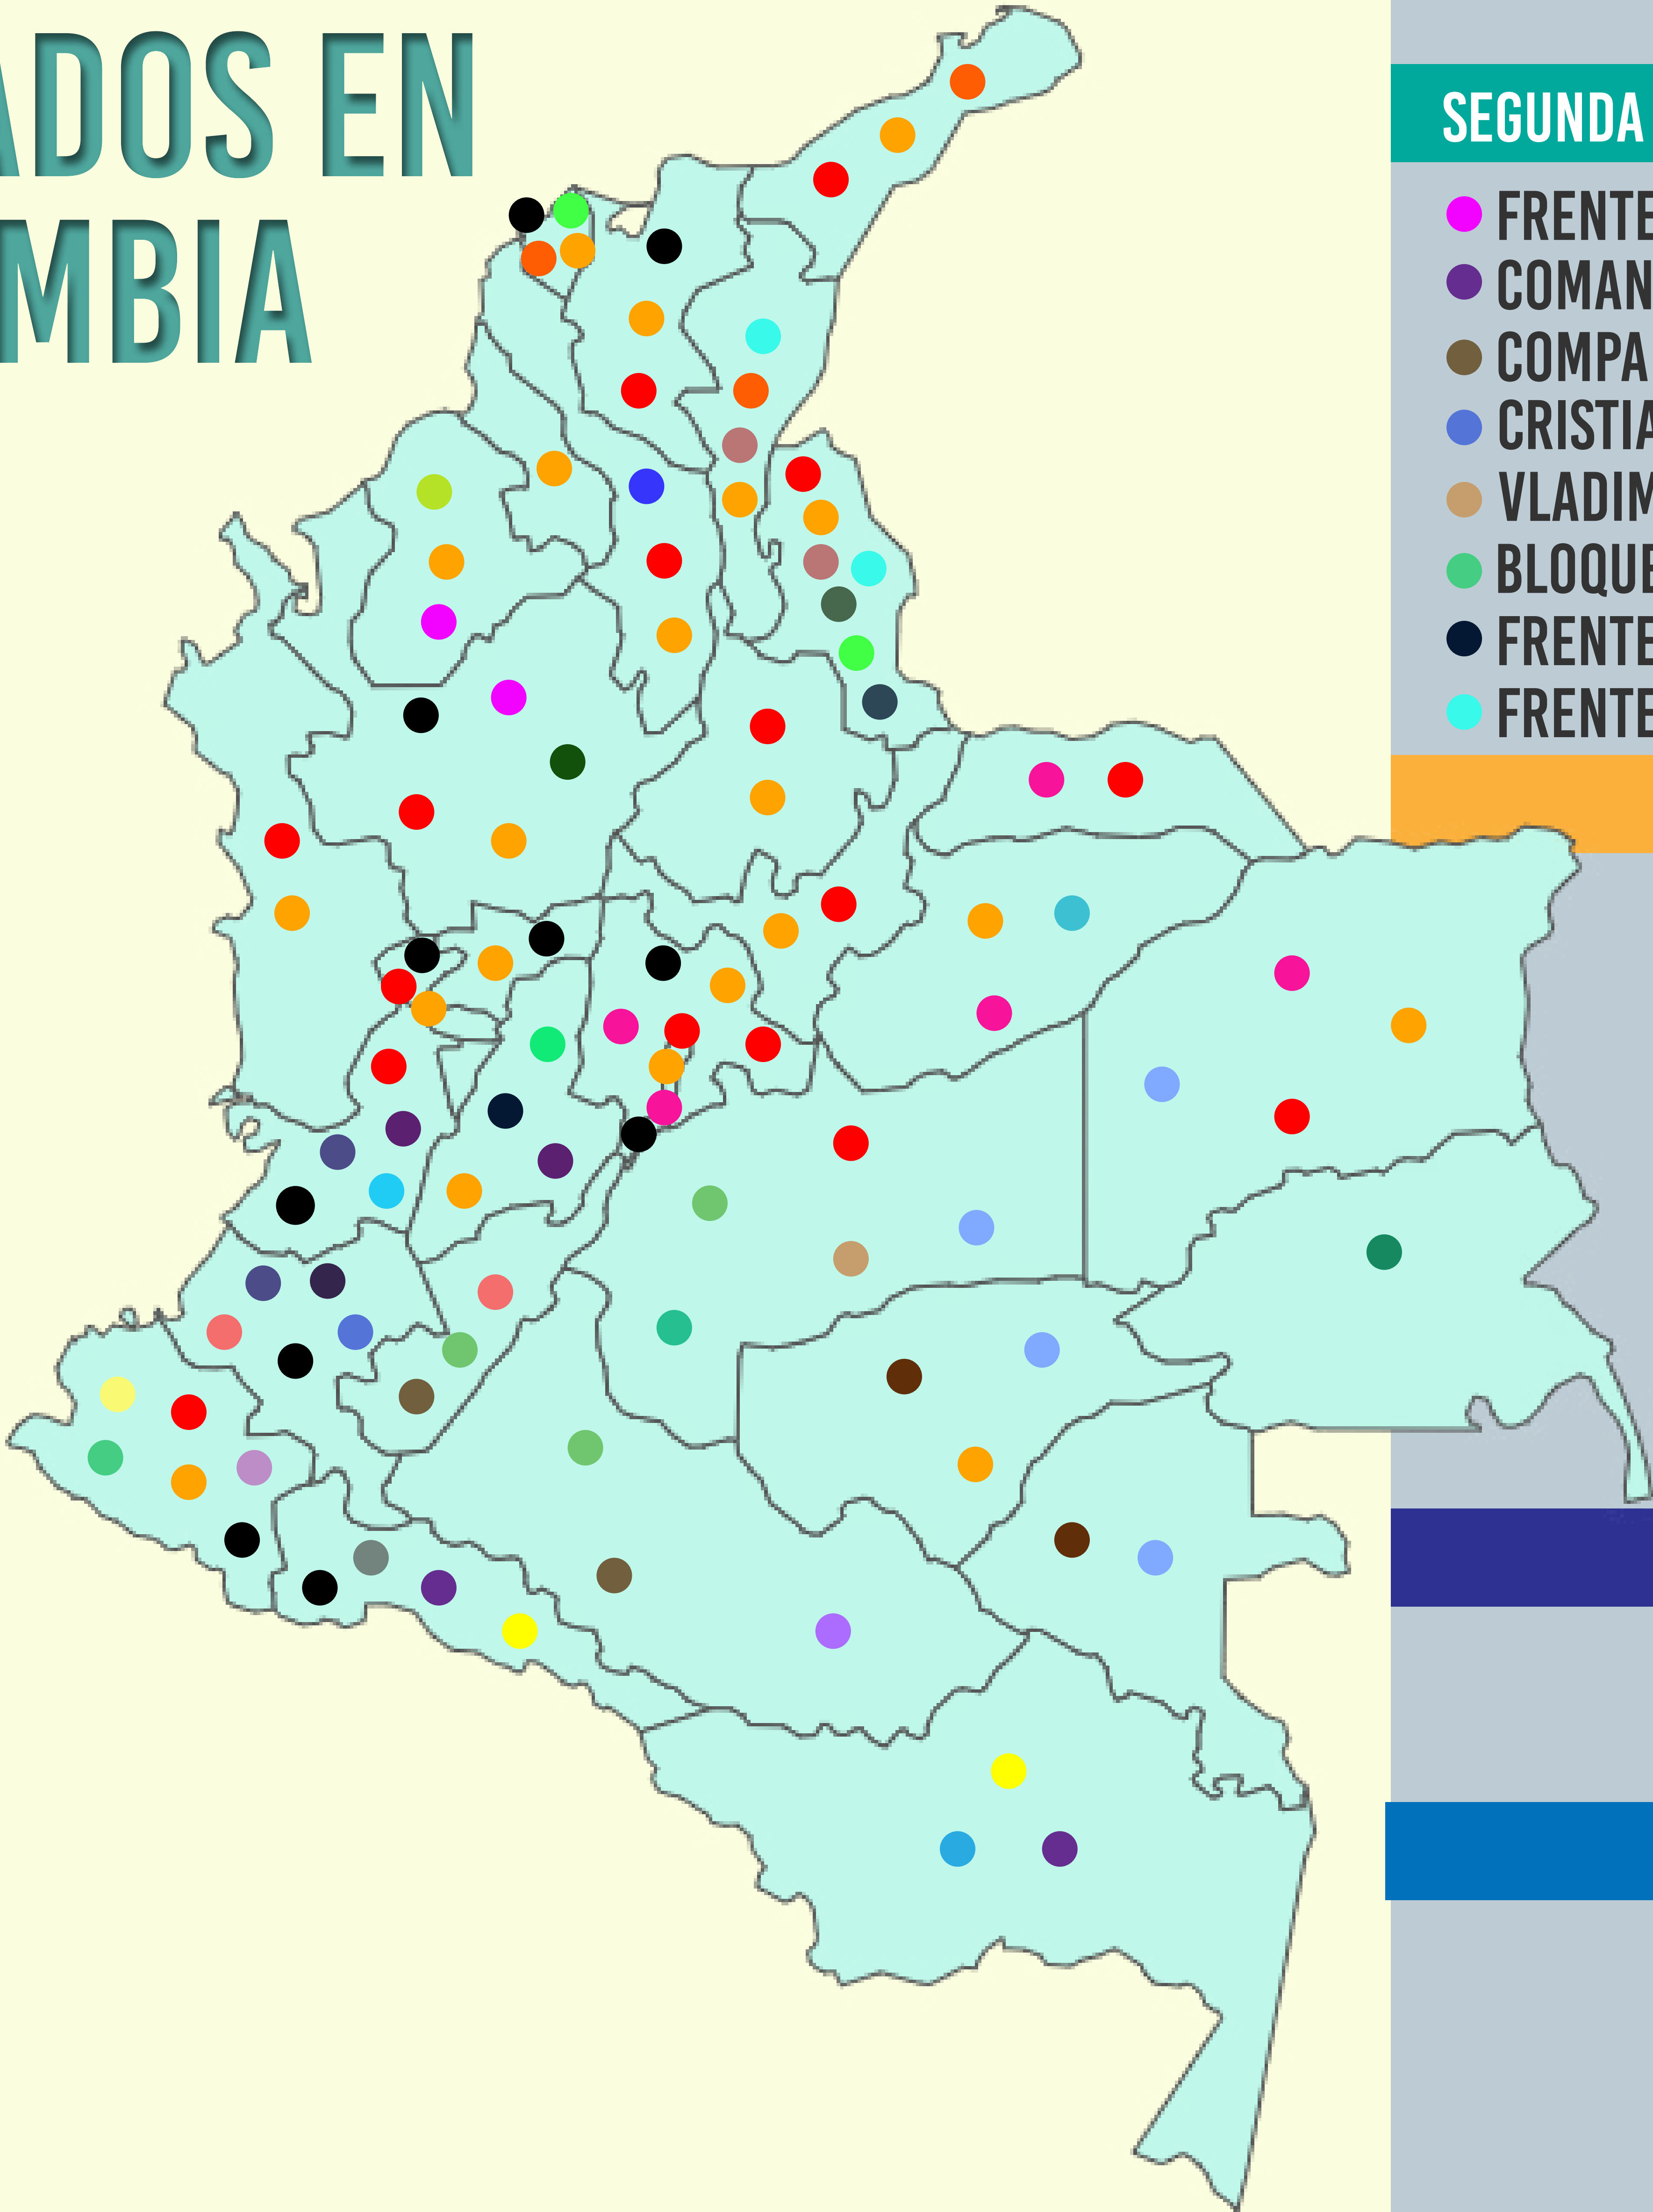 ADOS EN
MBIA
SEGUNDA
FRENTE
COMAN
COMPA
CRISTIA
VLADIM
BLOQUE
FRENTE
FRENTE